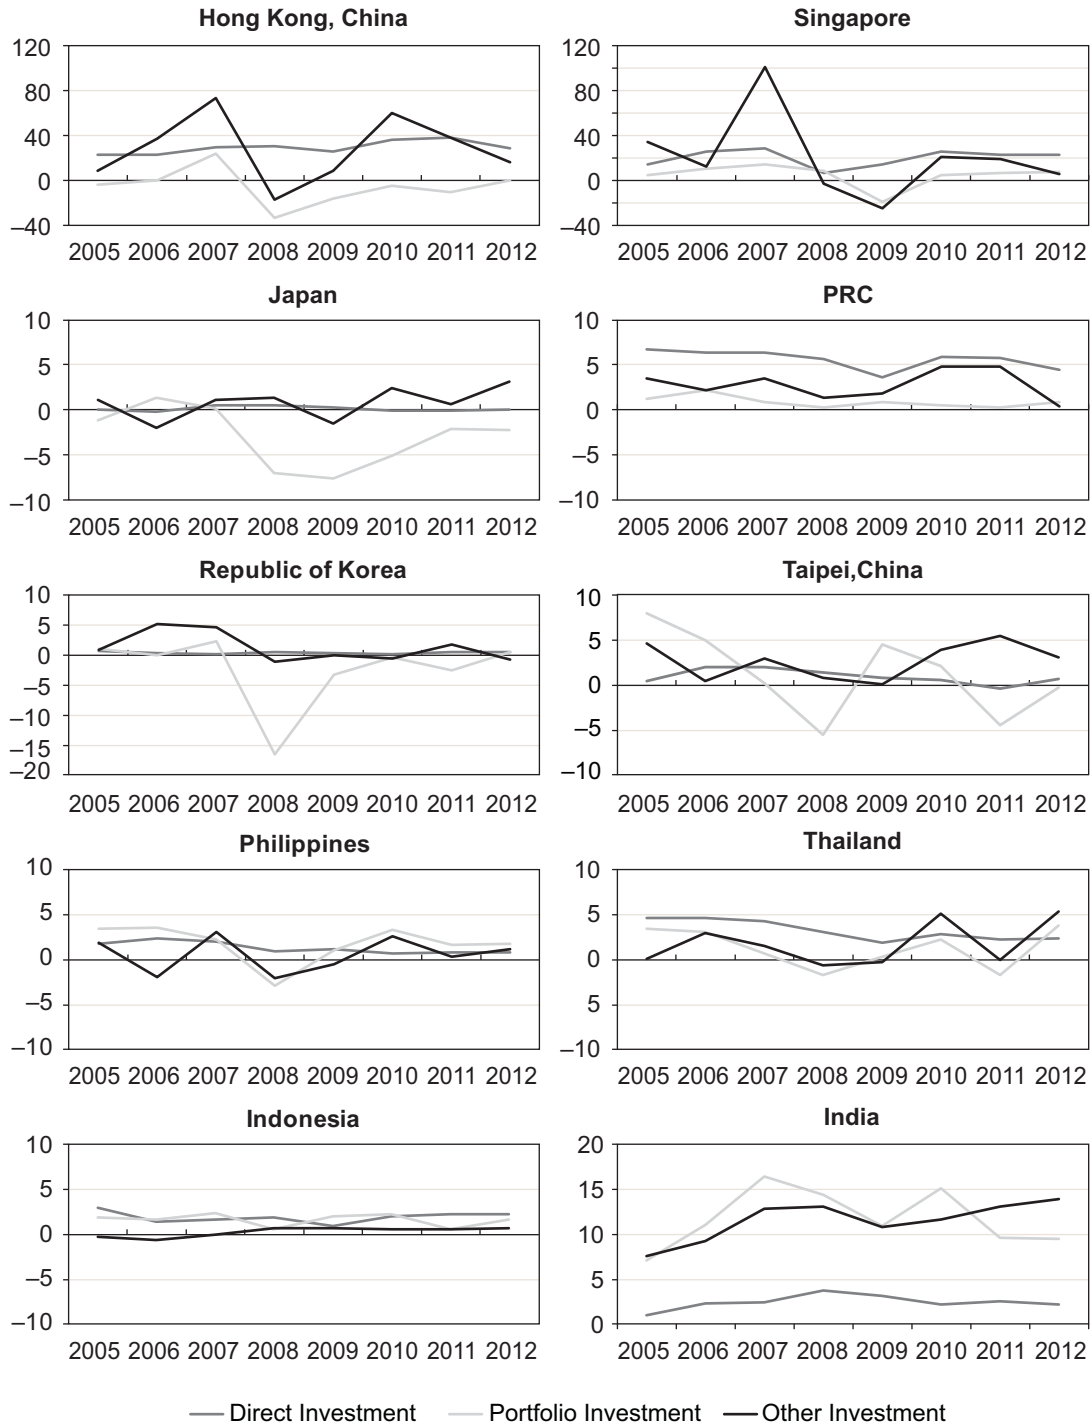 Hong Kong, China
120
80
40
0
–40
2005 2006 2007 2008 2009 2010 2011 2012
Singapore
120
80
40
0
–40
2005 2006 2007 2008 2009 2010 2011 2012
Japan
10
5
0
–5
–10
2005 2006 2007 2008 2009 2010 2011 2012
PRC
10
5
0
–5
–10
2005 2006 2007 2008 2009 2010 2011 2012
Republic of Korea
10
5
0
–5
–10
–15
–20
2005 2006 2007 2008 2009 2010 2011 2012
Taipei,China
10
5
0
–5
–10
2005 2006 2007 2008 2009 2010 2011 2012
Philippines
10
5
0
–5
–10
2005 2006 2007 2008 2009 2010 2011 2012
Thailand
10
5
0
5
–10
2005 2006 2007 2008 2009 2010 2011 2012
Indonesia
10
5
0
–5
–10
2005 2006 2007 2008 2009 2010 2011 2012
India
20
15
10
5
0
2005 2006 2007 2008 2009 2010 2011 2012
Direct Investment Portfolio Investment Other Investment